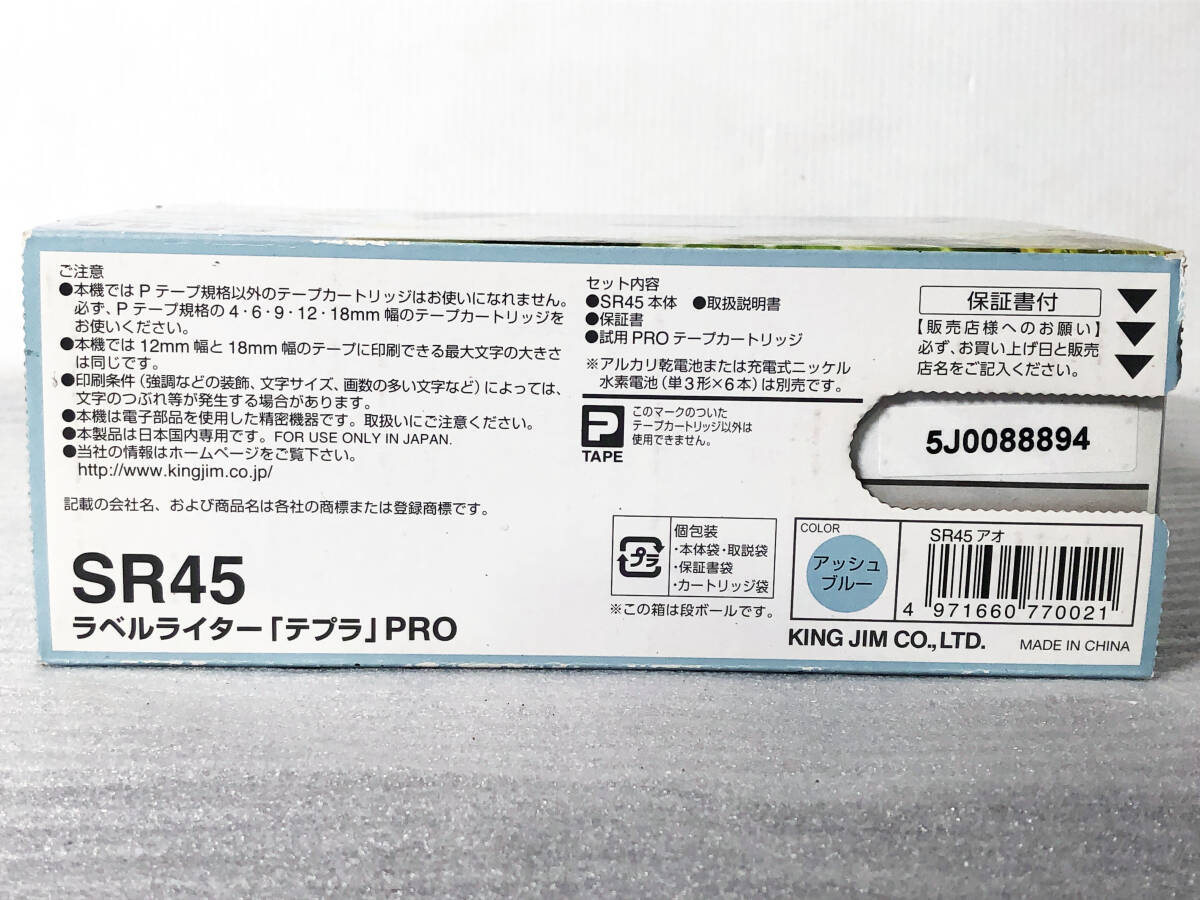 ご注意
●本機では P テープ規格以外のテープカートリッジはお使いになれません。
必ず、P テープ規格の 4・6・9・12・18mm 幅のテープカートリッジを
お使いください。
●本機では 12mm 幅と 18mm 幅のテープに印刷できる最大文字の大きさ
は同じです。
●印刷条件（強調などの装飾、文字サイズ、画数の多い文字など）によっては、
文字のつぶれ等が発生する場合があります。
●本機は電子部品を使用した精密機器です。取扱いにご注意ください。
●本製品は日本国内専用です。FOR USE ONLY IN JAPAN.
●当社の情報はホームページをご覧下さい。
http://www.kingjim.co.jp/
記載の会社名、および商品名は各社の商標または登録商標です。
SR45
ラベルライター「テプラ」PRO
セット内容
●SR45 本体 ●取扱説明書
●保証書
●試用 PRO テープカートリッジ
※アルカリ乾電池または充電式ニッケル
水素電池（単3形×6本）は別売です。
P
TAPE
このマークのついた
テープカートリッジ以外は
使用できません。
保証書付
【販売店様へのお願い】
必ず、お買い上げ日と販売
店名をご記入ください。
5J0088894
プラ
個包装
・本体袋・取説袋
・保証書袋
・カートリッジ袋
※この箱は段ボールです。
COLOR
アッシュ
ブルー
SR45 アオ
4 971660 770021
KING JIM CO.,LTD.
MADE IN CHINA